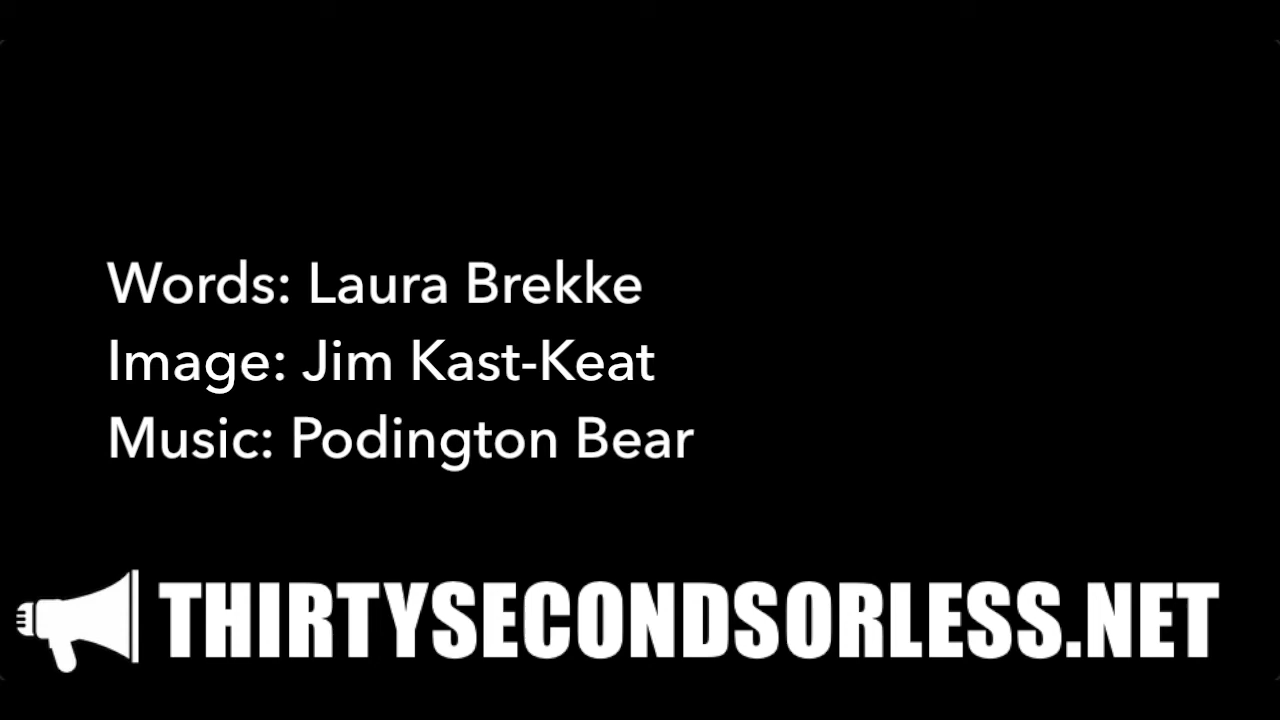 Words: Laura Brekke
Image: Jim Kast-Keat
Music: Podington Bear
THIRTYSECONDSORLESS.NET